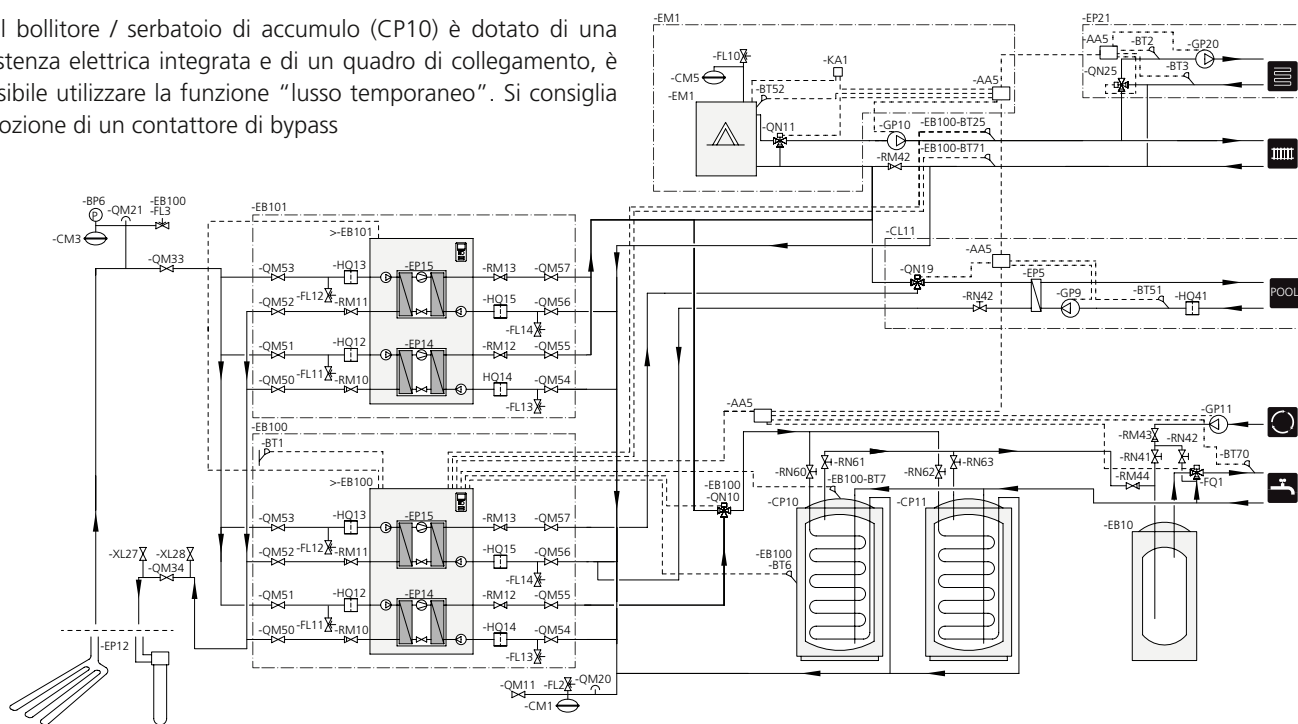 l bollitore / serbatoio di accumulo (CP10) è dotato di una
stenza elettrica integrata e di un quadro di collegamento, è
sibile utilizzare la funzione “lusso temporaneo”. Si consiglia
ozione di un contattore di bypass
-EM1
-FL10
-CM5
-EM1
-KA1
-BT52
-QN11
-AA5
-GP10
-EB100-BT25
-EB100-BT71
-RM42
-EP21
-AA5
-BT2
-GP20
-BT3
-QN25
-BP6
P
-QM21
-EB100
-FL3
-CM3
-QM33
-EB101
>-EB101
-QM53
-HQ13
-EP15
-RM13
-QM57
-FL12
-QM52
-RM11
-HQ15
-QM56
-FL14
-QM51
-HQ12
-EP14
-RM12
-QM55
-FL11
-QM50
-RM10
HQ14
-QM54
-FL13
-CL11
-AA5
-QN19
-EP5
-RN42
-GP9
-BT51
-HQ41
POOL
-EB100
-BT1
>-EB100
-QM53
-HQ13
-EP15
-RM13
-QM57
-FL12
-QM52
-RM11
-HQ15
-QM56
-FL14
-QM51
-HQ12
-EP14
-RM12
-QM55
-FL11
-QM50
-RM10
-HQ14
-QM54
-FL13
-AA5
-GP11
-RM43
-RN42
-RN41
-BT70
-RM44
-FQ1
-RN60
-RN61
-RN62
-RN63
-EB100-BT7
-EB100
-QN10
-CP10
-CP11
-EB10
-EB100
-BT6
-XL27
-XL28
-QM34
-EP12
-QM11
-FL2
-QM20
-CM1